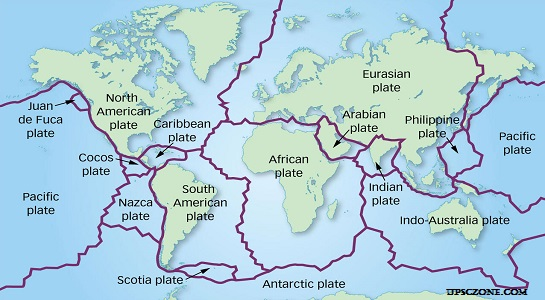 Eurasian
plate
Juan
de Fuca
plate
North
American
plate
Caribbean
plate
Arabian
plate
Philippine
plate
Pacific
plate
Cocos
plate
African
plate
Indian
plate
Pacific
plate
Nazca
plate
South
American
plate
Indo-Australia plate
Scotia plate
Antarctic plate
UPSCZONE.COM